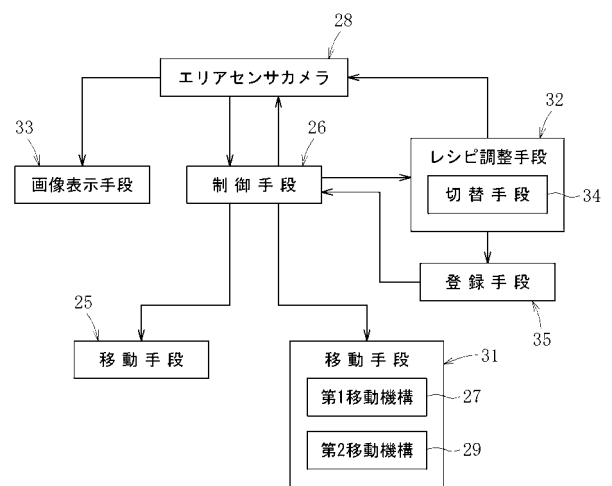 28
エリアセンサカメラ
33
画像表示手段
26
制御手段
32
レシピ調整手段
切替手段
34
登録手段
35
25
移動手段
31
移動手段
第1移動機構
27
第2移動機構
29